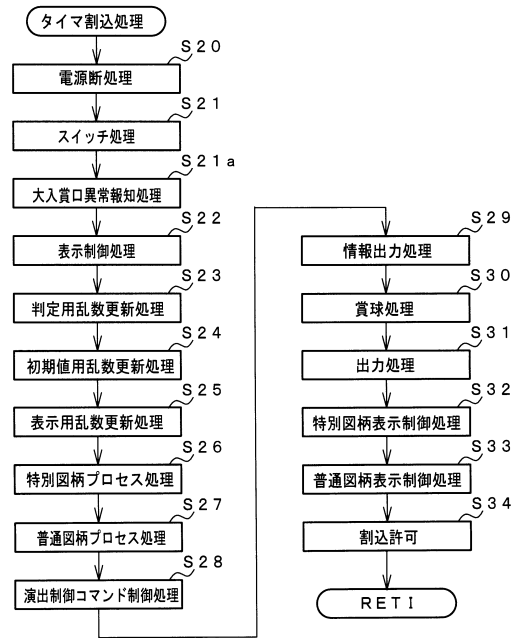 タイマ割込処理
S20
電源断処理
S21
スイッチ処理
S21a
大入賞口異常報知処理
S22
表示制御処理
S23
判定用乱数更新処理
S24
初期値用乱数更新処理
S25
表示用乱数更新処理
S26
特別図柄プロセス処理
S27
普通図柄プロセス処理
S28
演出制御コマンド制御処理
S29
情報出力処理
S30
賞球処理
S31
出力処理
S32
特別図柄表示制御処理
S33
普通図柄表示制御処理
S34
割込許可
RETI